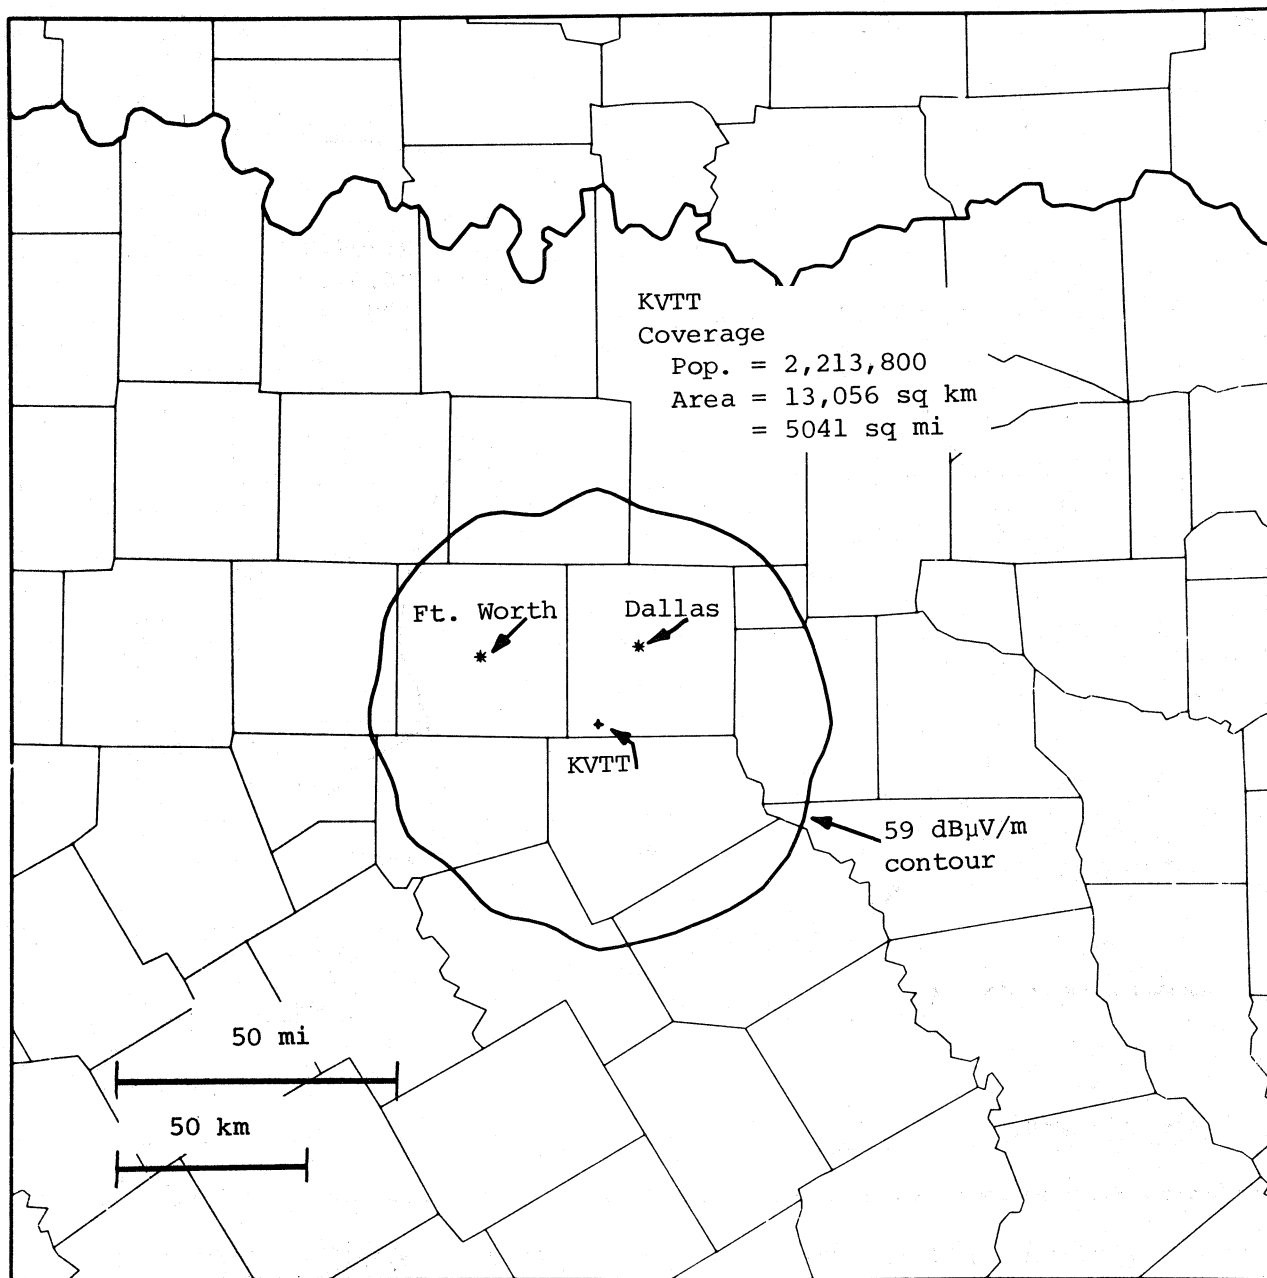 KVTT
Coverage
Pop. = 2,213,800
Area = 13,056 sq km
= 5041 sq mi
Ft. Worth
Dallas
KVTT
59 dBµV/m
contour
50 mi
50 km